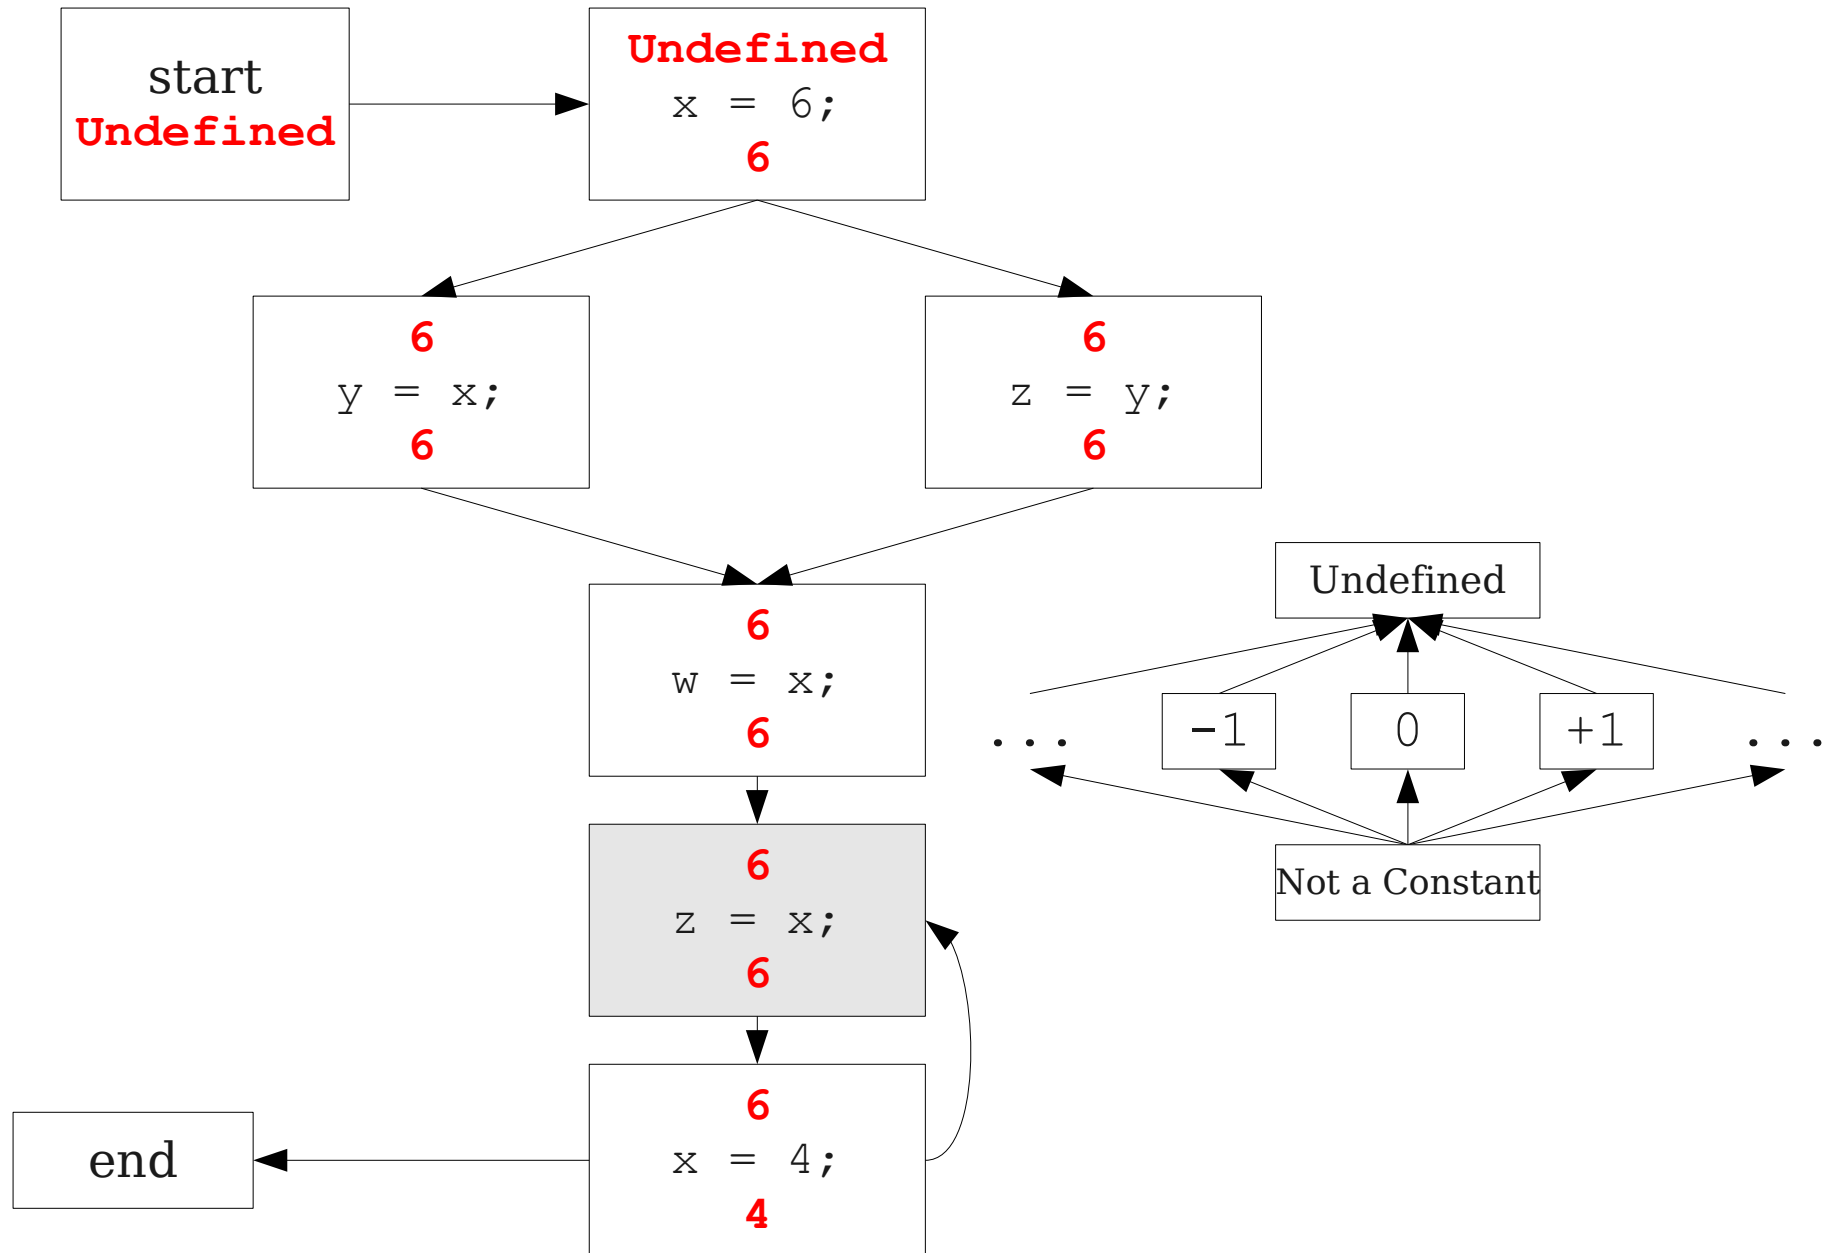 start
Undefined
Undefined
x = 6;
6
6
y = x;
6
6
z = y;
6
6
w = x;
6
6
z = x;
6
6
x = 4;
4
end
Undefined
... -1 0 +1 ...
Not a Constant